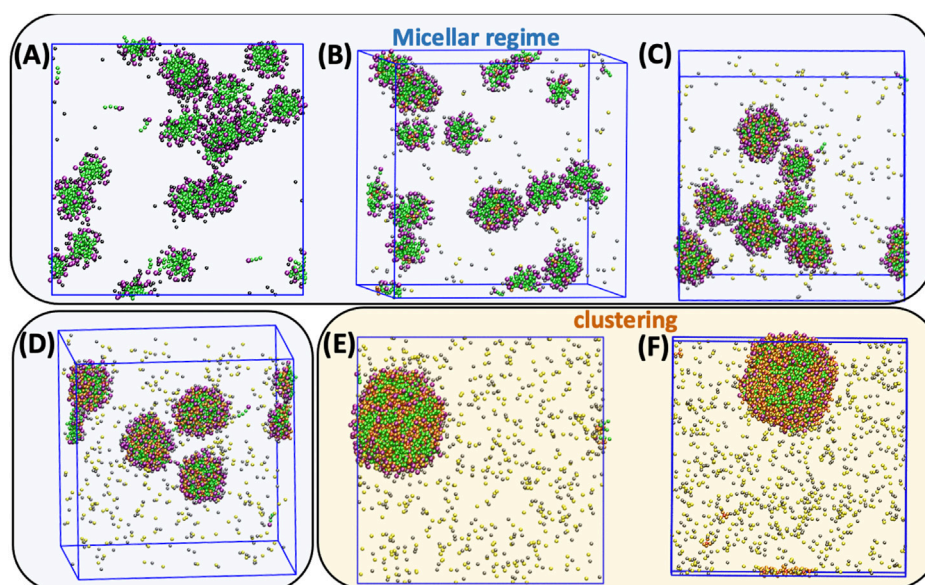 Micellar regime
(A)
(B)
(C)
(D)
clustering
(E)
(F)